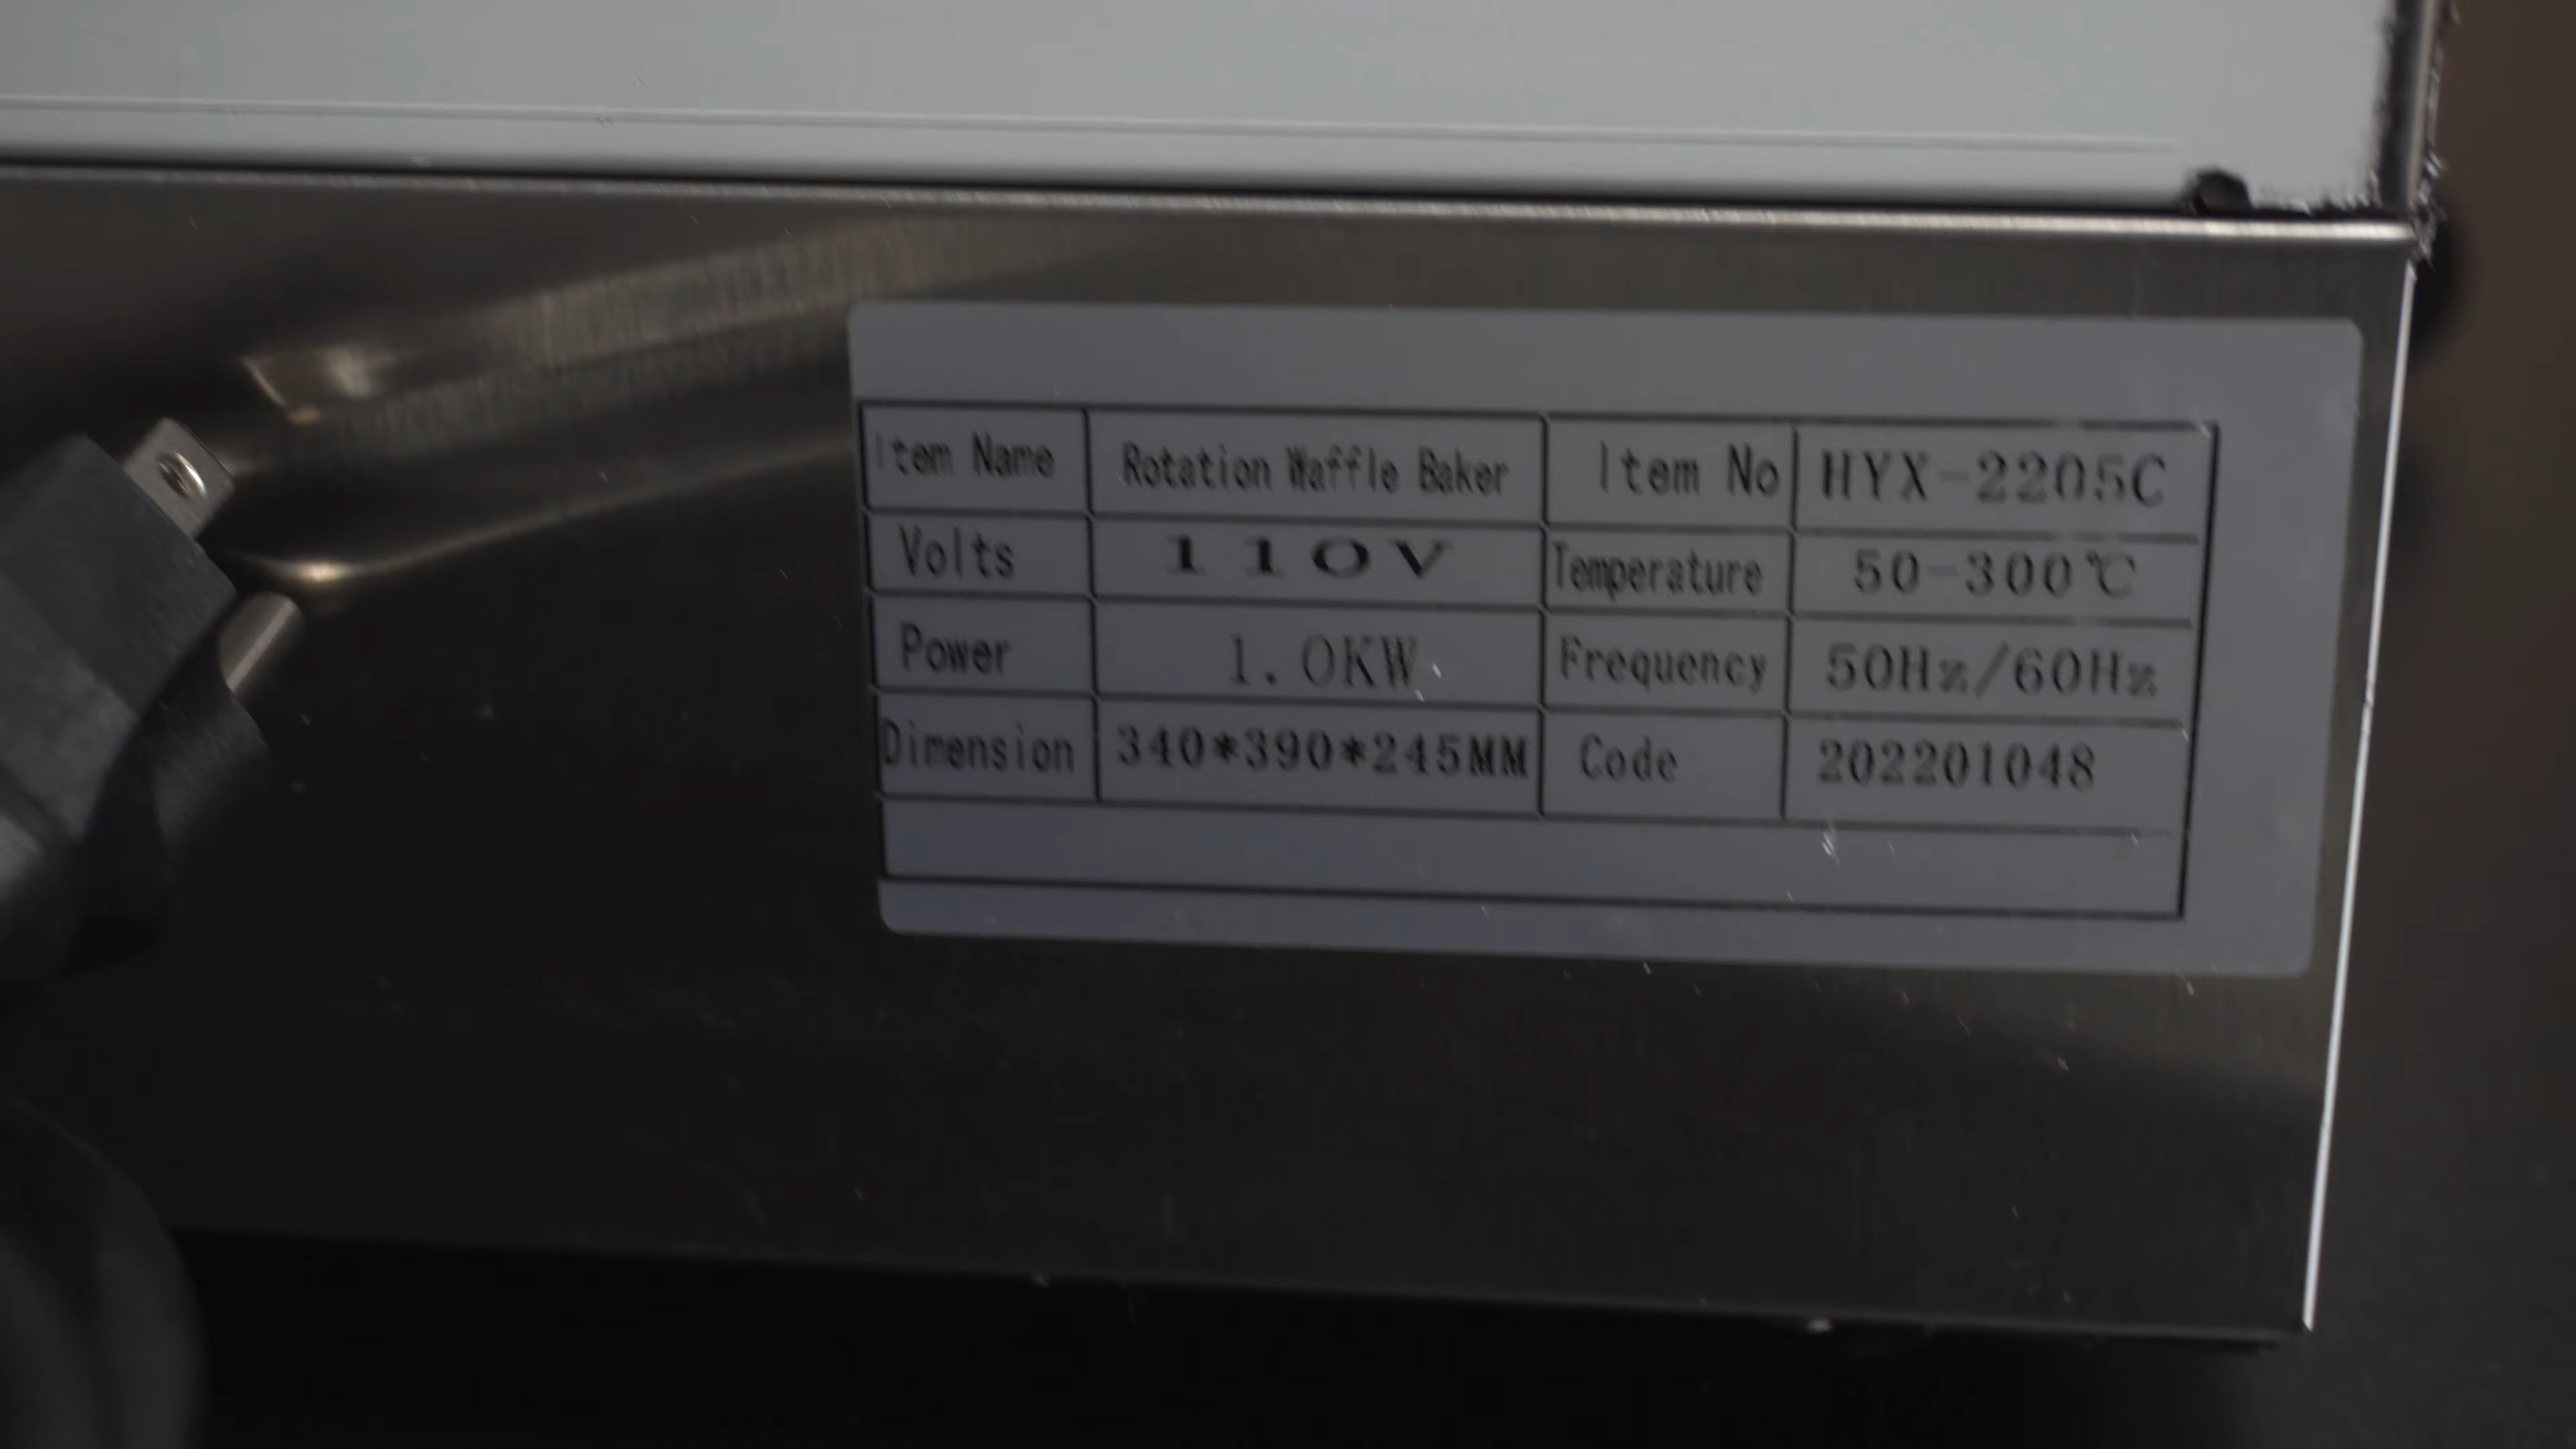 Item Name Rotation Waffle Baker Item No HYX-2205C
Volts 110V Temperature 50-300℃
Power 1.0KW Frequency 50Hz/60Hz
Dimension 340*390*245MM Code 202201048